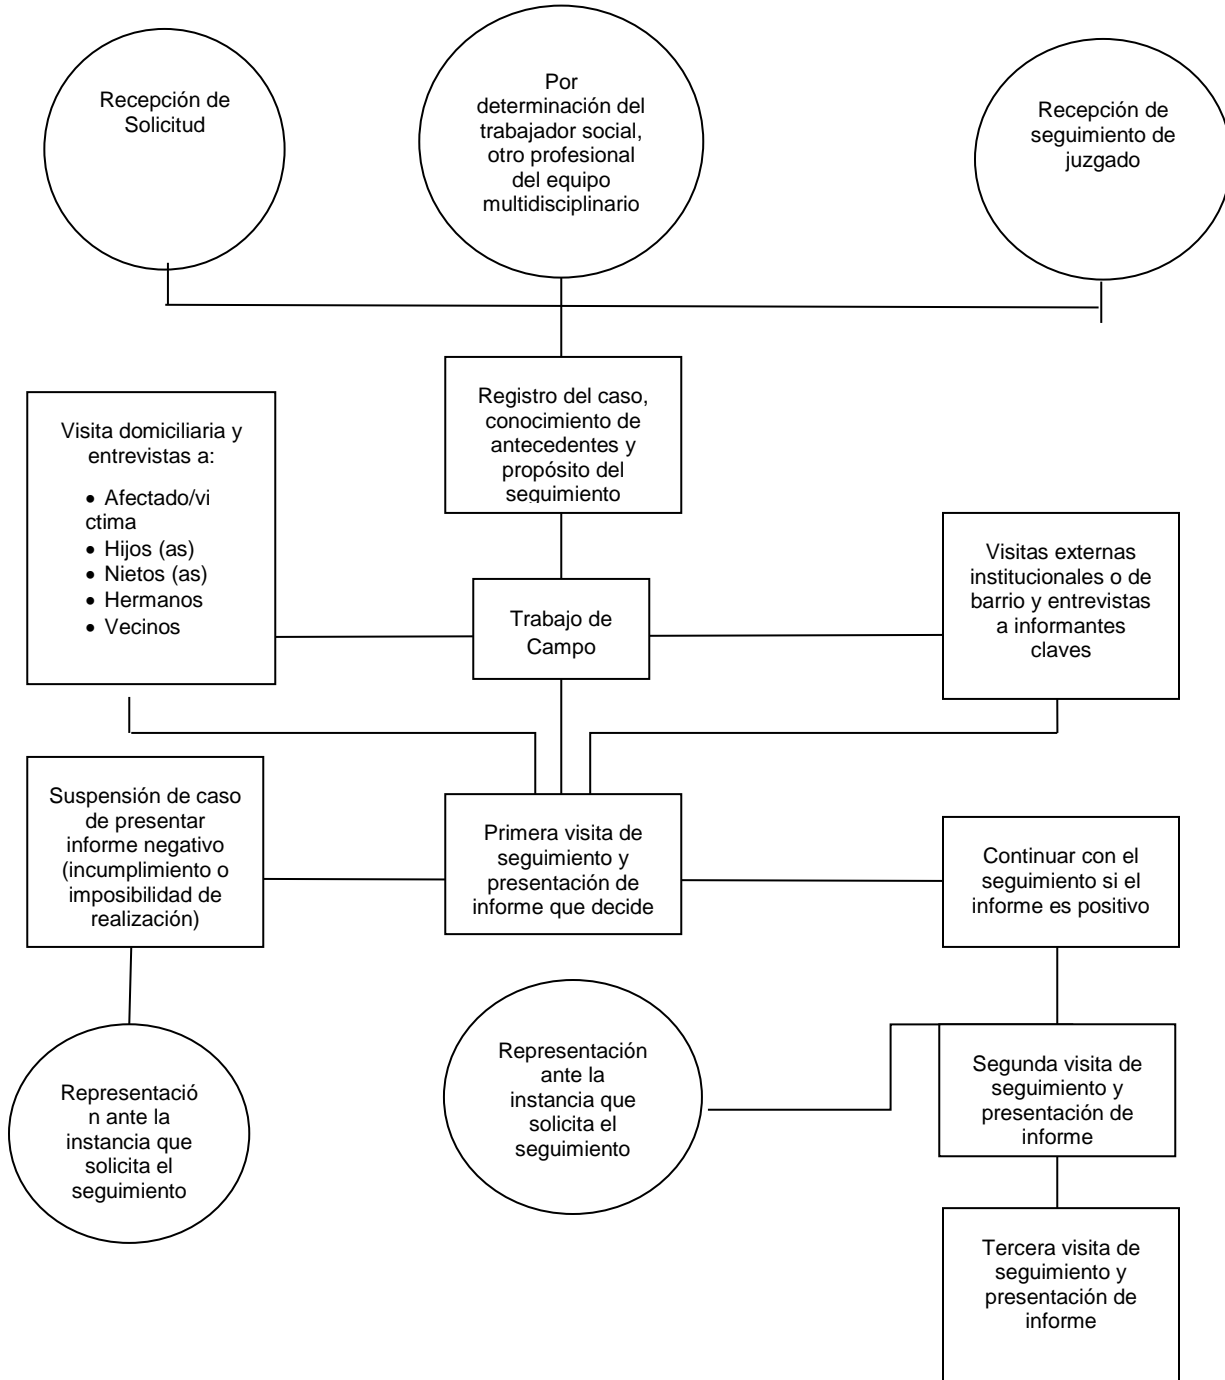 Recepción de
Solicitud
Por
determinación del
trabajador social,
otro profesional
del equipo
multidisciplinario
Recepción de
seguimiento de
juzgado
Registro del caso,
conocimiento de
antecedentes y
propósito del
seguimiento
Visita domiciliaria y
entrevistas a:
• Afectado/vi
ctima
• Hijos (as)
• Nietos (as)
• Hermanos
• Vecinos
Trabajo de
Campo
Visitas externas
institucionales o de
barrio y entrevistas
a informantes
claves
Suspensión de caso
de presentar
informe negativo
(incumplimiento o
imposibilidad de
realización)
Primera visita de
seguimiento y
presentación de
informe que decide
Continuar con el
seguimiento si el
informe es positivo
Representació
n ante la
instancia que
solicita el
seguimiento
Representación
ante la
instancia que
solicita el
seguimiento
Segunda visita de
seguimiento y
presentación de
informe
Tercera visita de
seguimiento y
presentación de
informe